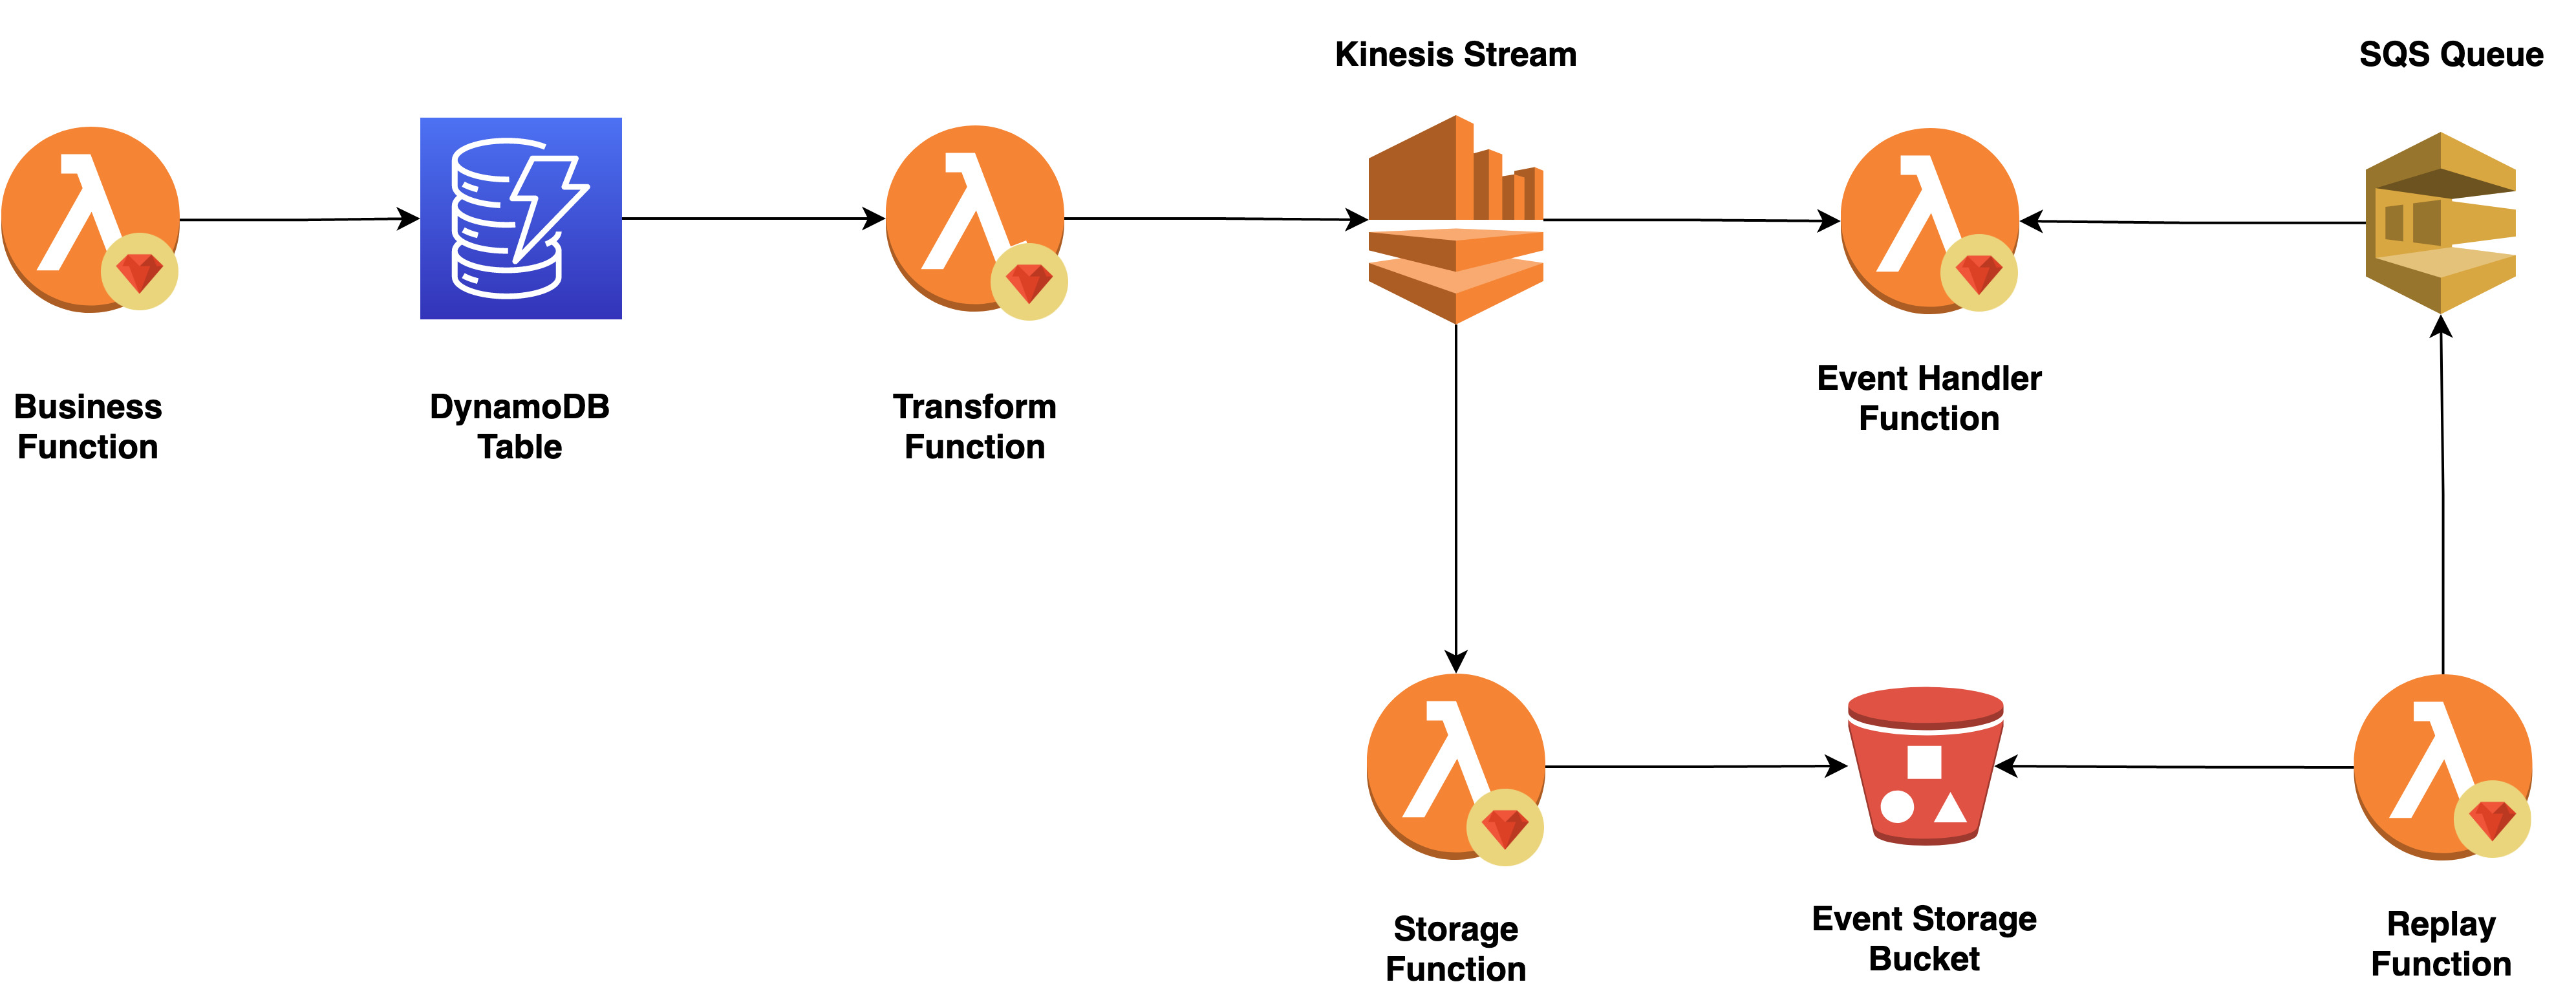 Kinesis Stream
SQS Queue
Business
Function
DynamoDB
Table
Transform
Function
Event Handler
Function
Storage
Function
Event Storage
Bucket
Replay
Function